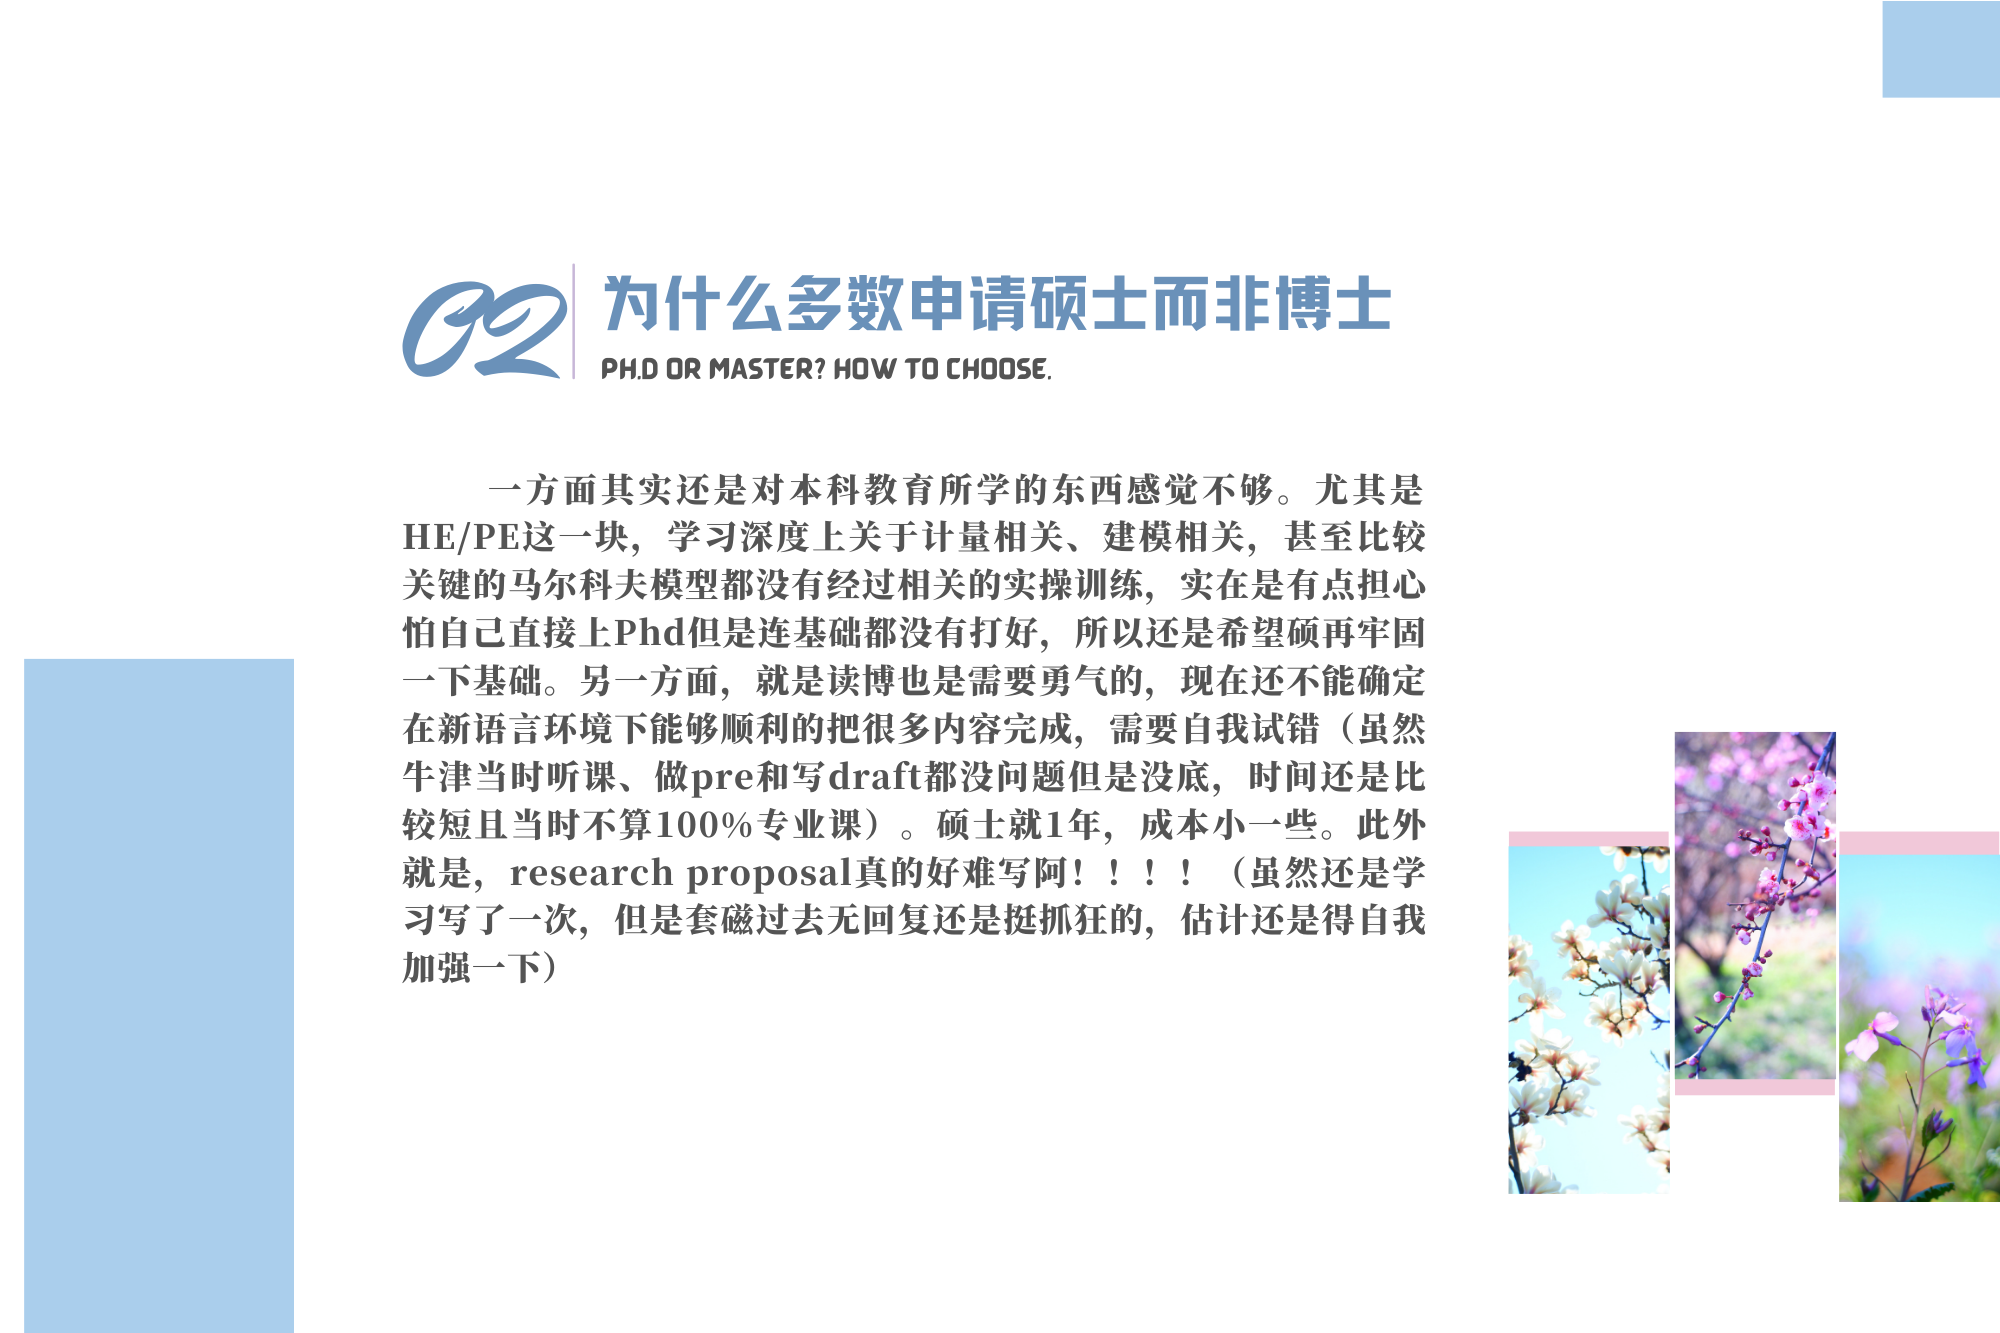 02
为什么多数申请硕士而非博士
PH.D OR MASTER? HOW TO CHOOSE.
一方面其实还是对本科教育所学的东西感觉不够。尤其是
HE/PE这一块，学习深度上关于计量相关、建模相关，甚至比较
关键的马尔科夫模型都没有经过相关的实操训练，实在是有点担心
怕自己直接上Phd但是连基础都没有打好，所以还是希望硕再牢固
一下基础。另一方面，就是读博也是需要勇气的，现在还不能确定
在新语言环境下能够顺利的把很多内容完成，需要自我试错（虽然
牛津当时听课、做pre和写draft都没问题但是没底，时间还是比
较短且当时不算100%专业课）。硕士就1年，成本小一些。此外
就是，research proposal真的好难写阿！！！！（虽然还是学
习写了一次，但是套磁过去无回复还是挺抓狂的，估计还是得自我
加强一下）